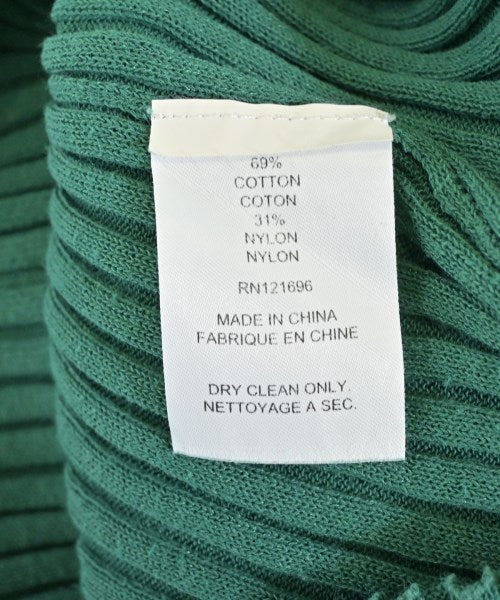 69%
COTTON
COTON
31%
NYLON
NYLON
RN121696
MADE IN CHINA
FABRIQUE EN CHINE
DRY CLEAN ONLY.
NETTOYAGE A SEC.